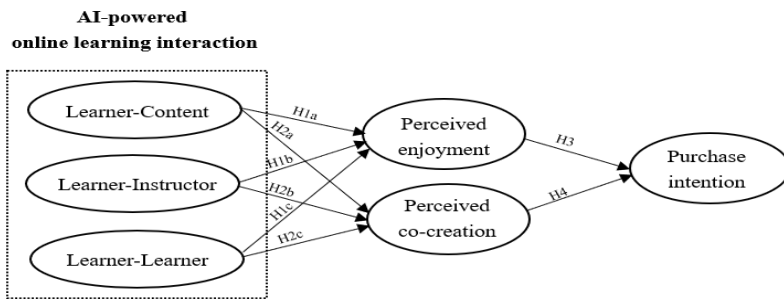 AI-powered
online learning interaction
Learner-Content
Learner-Instructor
Learner-Learner
H1a
H2a
H1b
H2b
H1c
H2c
Perceived
enjoyment
Perceived
co-creation
H3
H4
Purchase
intention